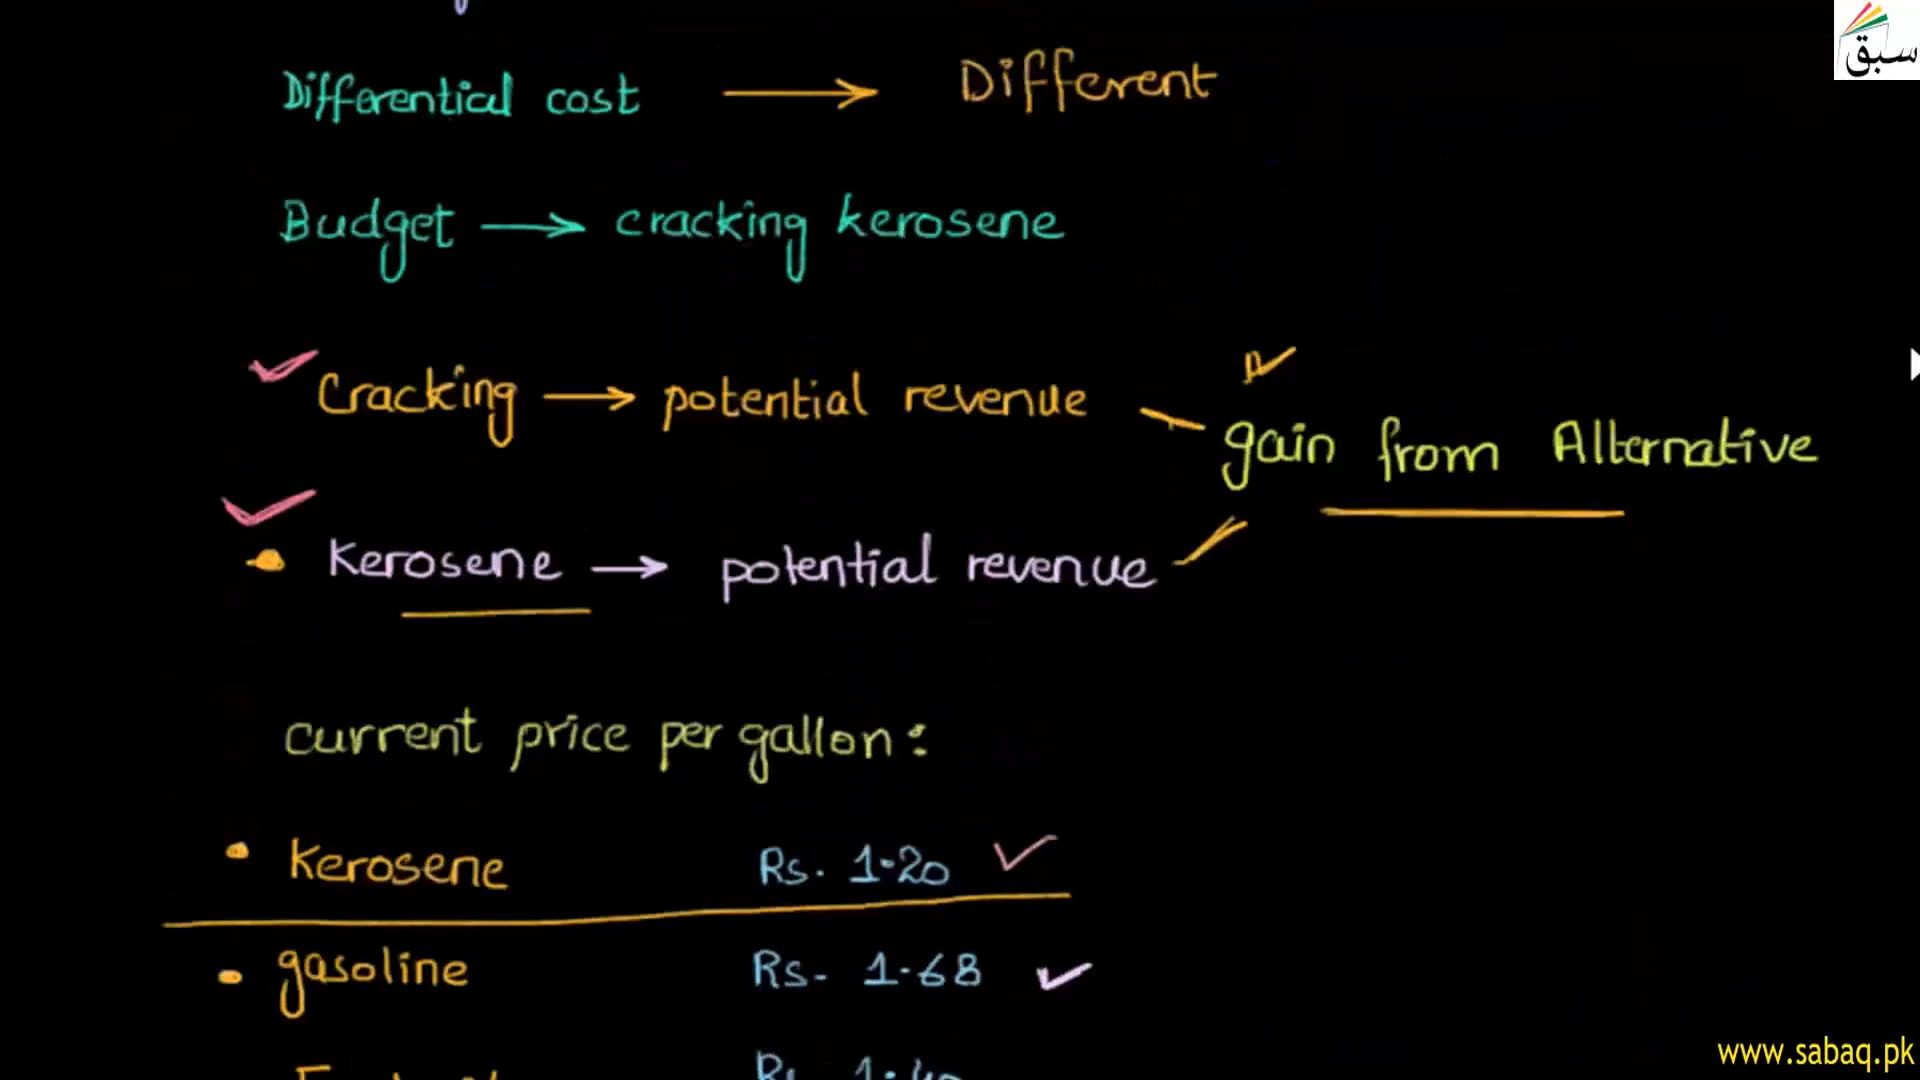 سبق
Differential cost → Different
Budget → cracking kerosene
Cracking → potential revenue
gain from Alternative
Kerosene → potential revenue
current price per gallon:
Kerosene Rs. 1.20
gasoline Rs. 1.68
www.sabaq.pk